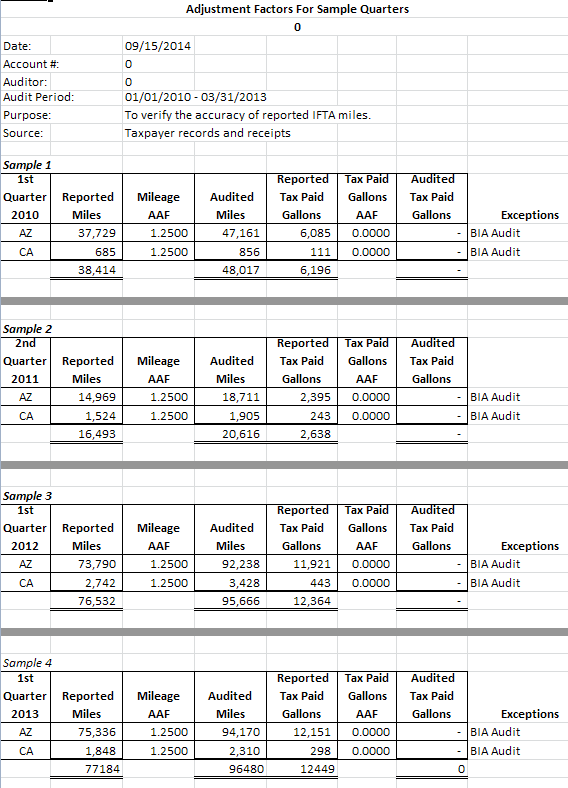 Adjustment Factors For Sample Quarters
0
Date: 09/15/2014
Account #: 0
Auditor: 0
Audit Period: 01/01/2010 - 03/31/2013
Purpose: To verify the accuracy of reported IFTA miles.
Source: Taxpayer records and receipts
Sample 1
1st Reported Tax Paid Audited
Quarter Reported Mileage Audited Tax Paid Gallons Tax Paid
2010 Miles AAF Miles Gallons AAF Gallons Exceptions
AZ 37,729 1.2500 47,161 6,085 0.0000 - BIA Audit
CA 685 1.2500 856 111 0.0000 - BIA Audit
38,414 48,017 6,196 -
Sample 2
2nd Reported Tax Paid Audited
Quarter Reported Mileage Audited Tax Paid Gallons Tax Paid
2011 Miles AAF Miles Gallons AAF Gallons
AZ 14,969 1.2500 18,711 2,395 0.0000 - BIA Audit
CA 1,524 1.2500 1,905 243 0.0000 - BIA Audit
16,493 20,616 2,638 -
Sample 3
1st Reported Tax Paid Audited
Quarter Reported Mileage Audited Tax Paid Gallons Tax Paid
2012 Miles AAF Miles Gallons AAF Gallons Exceptions
AZ 73,790 1.2500 92,238 11,921 0.0000 - BIA Audit
CA 2,742 1.2500 3,428 443 0.0000 - BIA Audit
76,532 95,666 12,364 -
Sample 4
1st Reported Tax Paid Audited
Quarter Reported Mileage Audited Tax Paid Gallons Tax Paid
2013 Miles AAF Miles Gallons AAF Gallons Exceptions
AZ 75,336 1.2500 94,170 12,151 0.0000 - BIA Audit
CA 1,848 1.2500 2,310 298 0.0000 - BIA Audit
77184 96480 12449 0